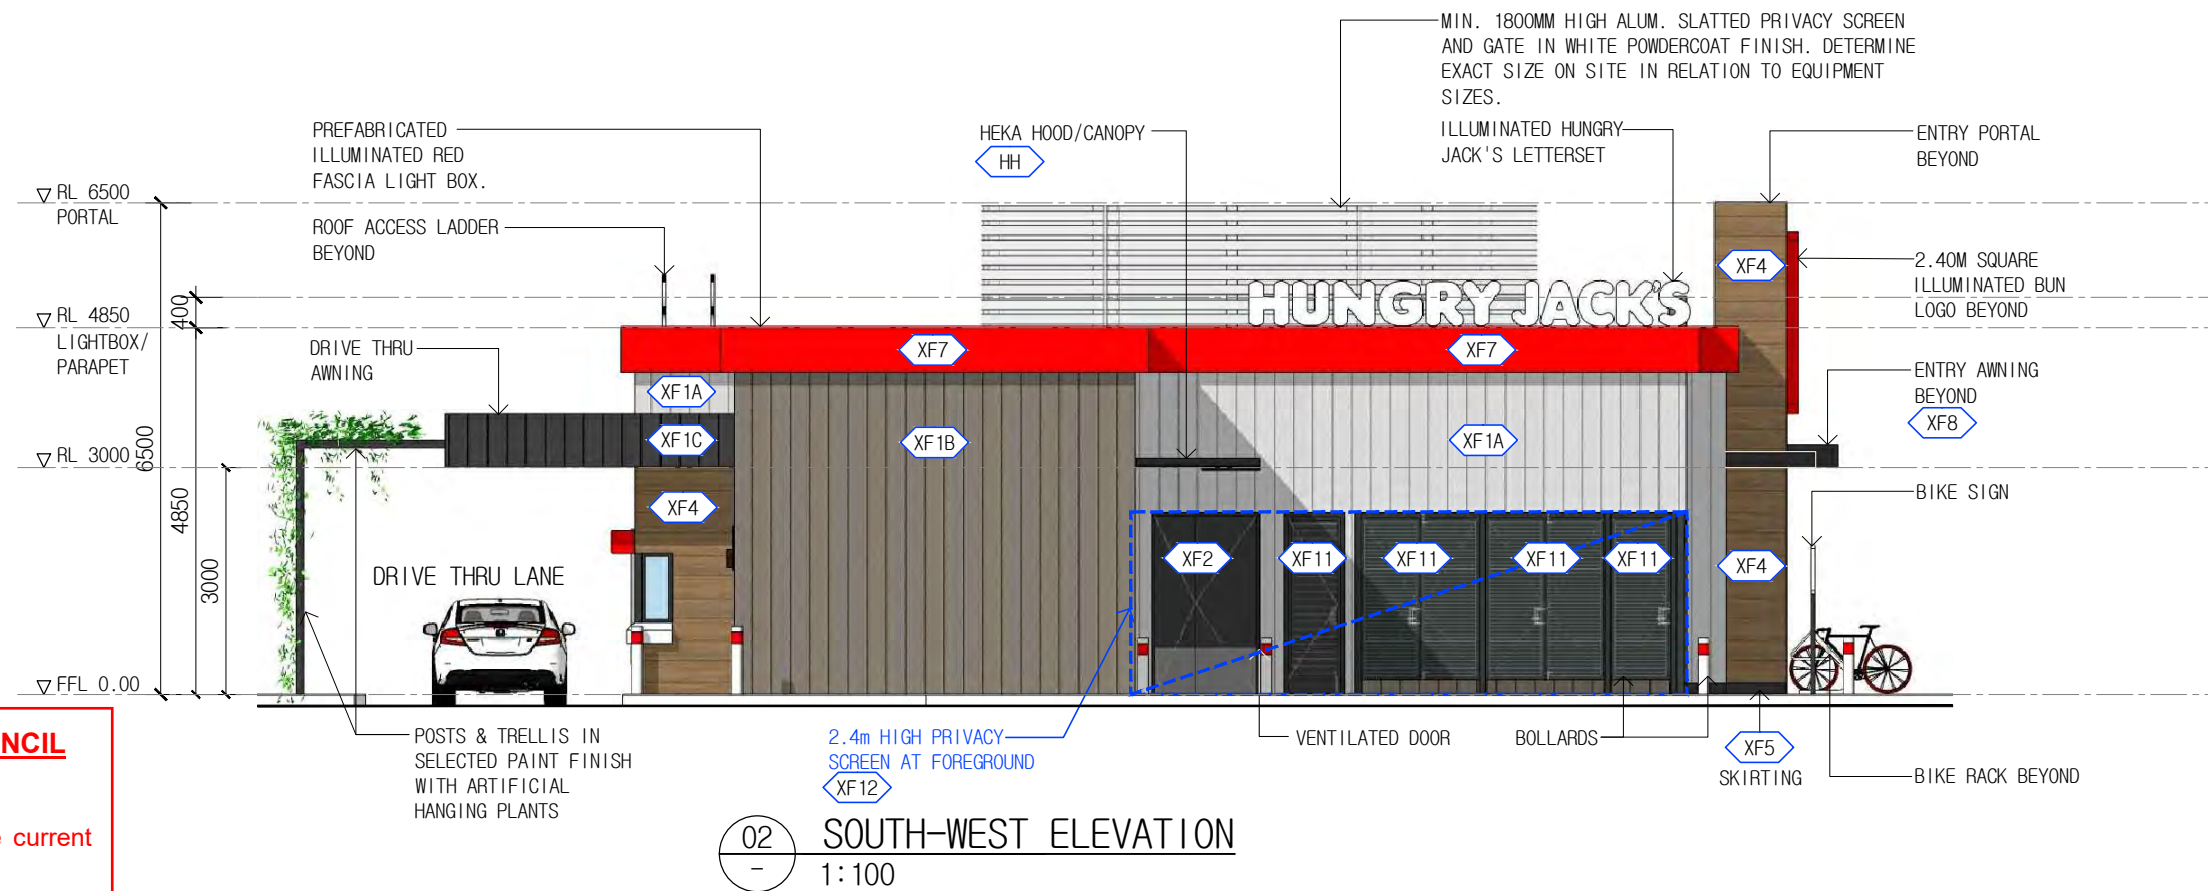 MIN. 1800MM HIGH ALUM. SLATTED PRIVACY SCREEN
AND GATE IN WHITE POWDERCOAT FINISH. DETERMINE
EXACT SIZE ON SITE IN RELATION TO EQUIPMENT
SIZES.
PREFABRICATED
ILLUMINATED RED
FASCIA LIGHT BOX.
HEKA HOOD/CANOPY
HH
ILLUMINATED HUNGRY
JACK'S LETTERSET
ENTRY PORTAL
BEYOND
RL 6500
PORTAL
ROOF ACCESS LADDER
BEYOND
XF4
2.40M SQUARE
ILLUMINATED BUN
LOGO BEYOND
HUNGRY JACK'S
400
RL 4850
LIGHTBOX/
PARAPET
DRIVE THRU
AWNING
XF7
XF7
ENTRY AWNING
BEYOND
XF8
XF1A
XF1C
XF1B
XF1A
RL 3000
6500
4850
3000
XF4
BIKE SIGN
XF2
XF11
XF11
XF11
XF11
XF4
DRIVE THRU LANE
FFL 0.00
POSTS & TRELLIS IN
SELECTED PAINT FINISH
WITH ARTIFICIAL
HANGING PLANTS
2.4m HIGH PRIVACY
SCREEN AT FOREGROUND
XF12
VENTILATED DOOR
BOLLARDS
XF5
SKIRTING
BIKE RACK BEYOND
NCIL
current
02
-
SOUTH-WEST ELEVATION
1:100